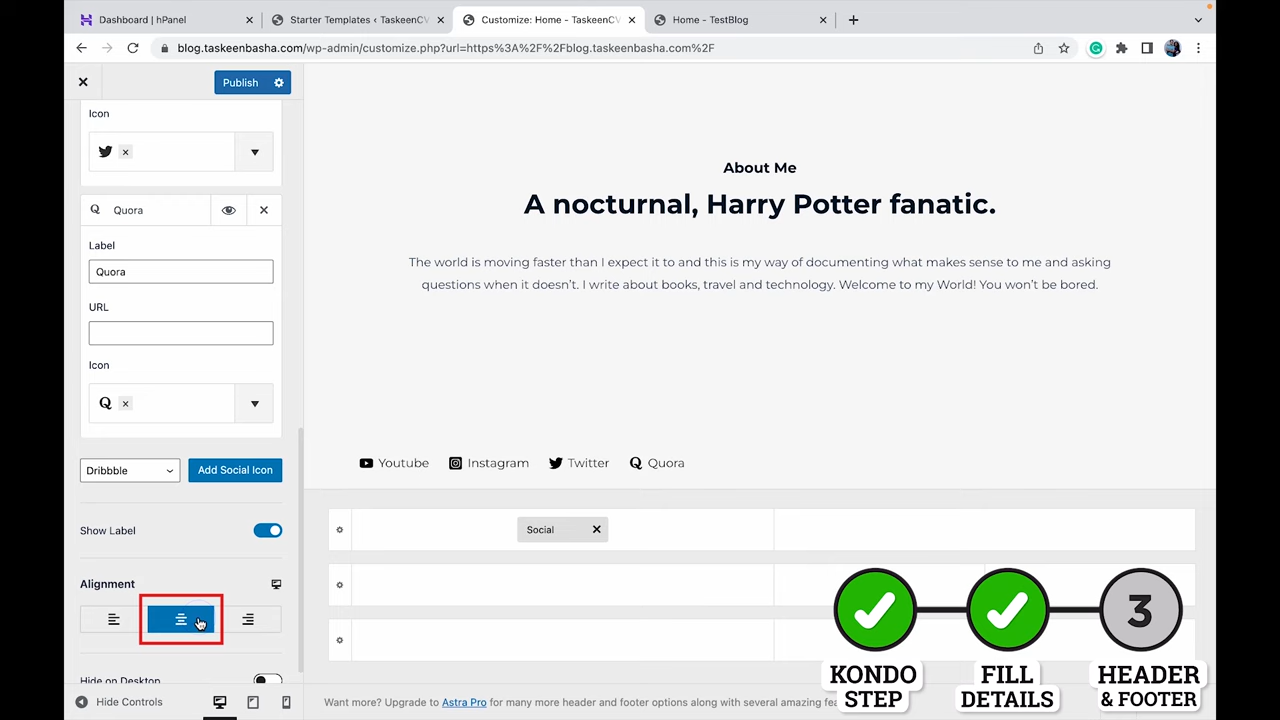 Dashboard | hPanel
Starter Templates ‹ TaskeenCV
Customize: Home - TaskeenCV
Home - TestBlog
blog.taskeenbasha.com/wp-admin/customize.php?url=https%3A%2F%2Fblog.taskeenbasha.com%2F
Publish
Icon
Quora
Label
Quora
URL
Icon
Dribbble
Add Social Icon
Show Label
Alignment
Hide on Desktop
Hide Controls
About Me
A nocturnal, Harry Potter fanatic.
The world is moving faster than I expect it to and this is my way of documenting what makes sense to me and asking
questions when it doesn't. I write about books, travel and technology. Welcome to my World! You won't be bored.
Youtube Instagram Twitter Quora
Social
Want more? Upgrade to Astra Pro for many more header and footer options along with several amazing
3
KONDO
STEP
FILL
DETAILS
HEADER
& FOOTER